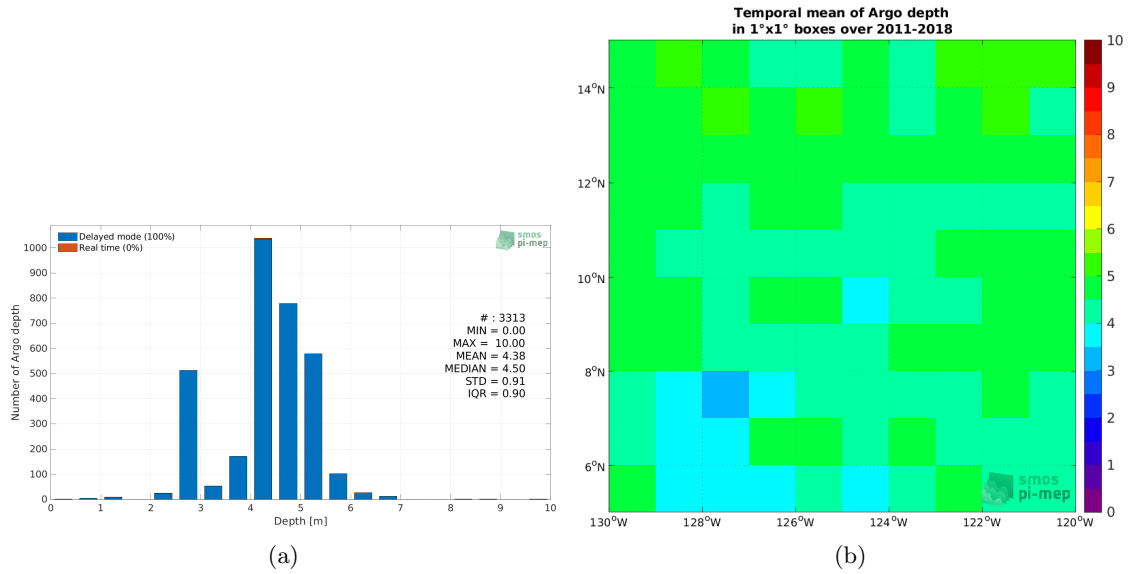 Delayed mode (100%)
Real time (0%)
smos
pi-mep
1000
900
800
700
600
500
400
300
200
100
0
Number of Argo depth
# : 3313
MIN = 0.00
MAX = 10.00
MEAN = 4.38
MEDIAN = 4.50
STD = 0.91
IQR = 0.90
0 1 2 3 4 5 6 7 8 9 10
Depth [m]
(a)
Temporal mean of Argo depth
in 1°x1° boxes over 2011-2018
14°N
12°N
10°N
8°N
6°N
130°W 128°W 126°W 124°W 122°W 120°W
smos
pi-mep
10
9
8
7
6
5
4
3
2
1
0
(b)